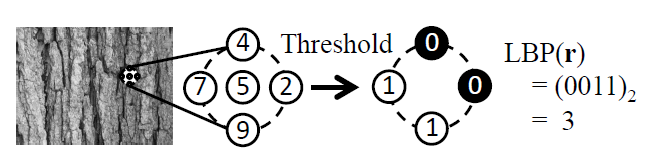 4 Threshold 0
7 5 2 1 0
9 1
LBP(r)
= (0011)₂
= 3